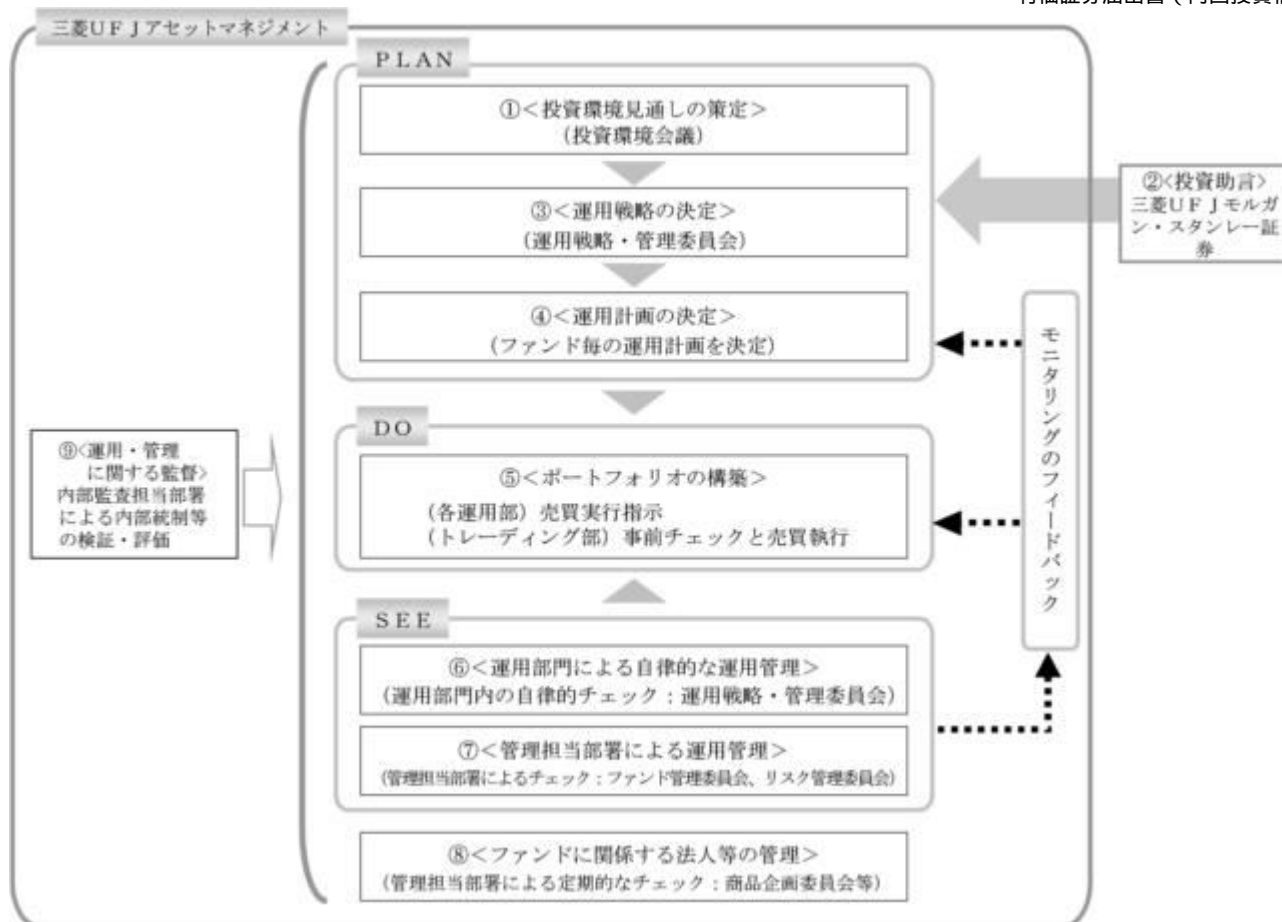 三菱UFJアセットマネジメント
PLAN
①<投資環境見通しの策定>
(投資環境会議)
②<投資助言>
三菱UFJモルガ
ン・スタンレー証
券
③<運用戦略の決定>
(運用戦略・管理委員会)
④<運用計画の決定>
(ファンド毎の運用計画を決定)
モニタリングのフィードバック
DO
⑤<ポートフォリオの構築>
(各運用部)売買実行指示
(トレーディング部)事前チェックと売買執行
⑨<運用・管理
に関する監督>
内部監査担当部署
による内部統制等
の検証・評価
SEE
⑥<運用部門による自律的な運用管理>
(運用部門内の自律的チェック:運用戦略・管理委員会)
⑦<管理担当部署による運用管理>
(管理担当部署によるチェック:ファンド管理委員会、リスク管理委員会)
⑧<ファンドに関係する法人等の管理>
(管理担当部署による定期的なチェック:商品企画委員会等)